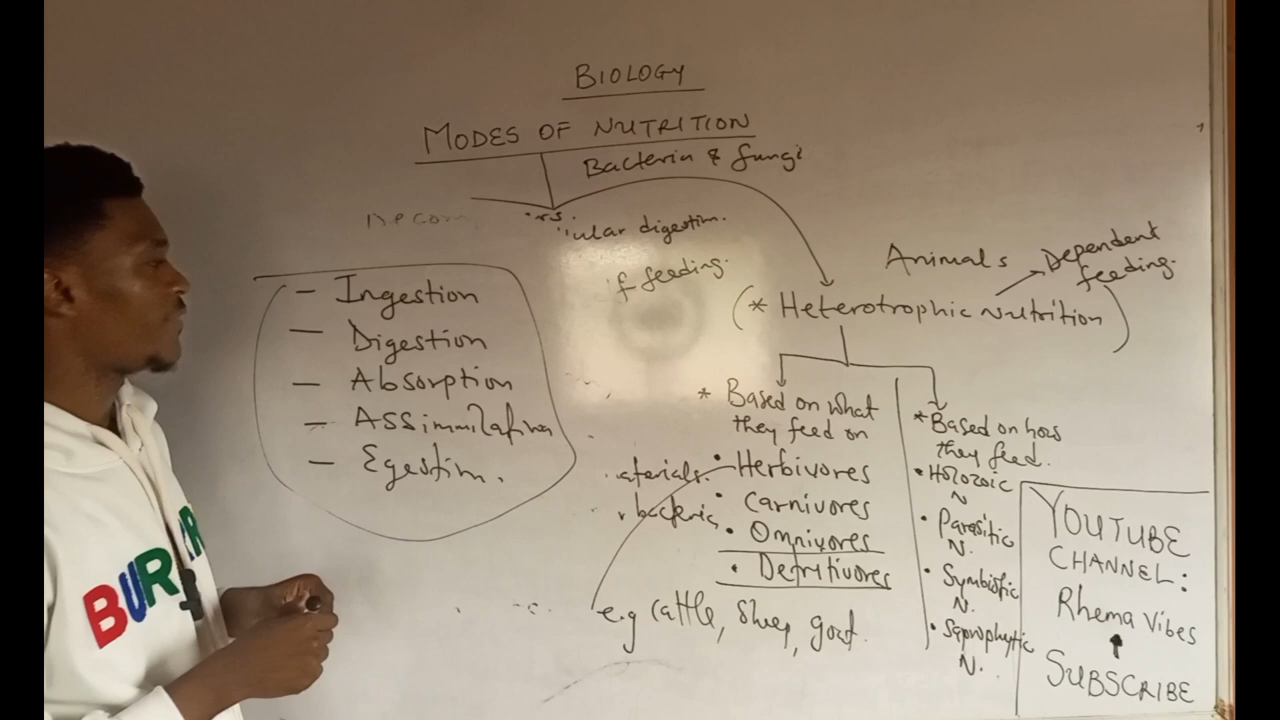 BIOLOGY
MODES OF NUTRITION
Bacteria & fungi
ular digestion.
f feeding.
Animals
Dependent
feeding.
(* Heterotrophic Nutrition)
- Ingestion
- Digestion
- Absorption
- Assimilation
- Egestion.
* Based on what
they feed on
• Herbivores
• Carnivores
• Omnivores
• Detritivores
e.g cattle, sheep, goat.
aterials.
bacteria
* Based on how
they feed.
• Holozoic
N
• Parasitic
N.
• Symbiotic
N.
• Saprophytic
N.
YOUTUBE
CHANNEL:
Rhema Vibes
SUBSCRIBE
BUR